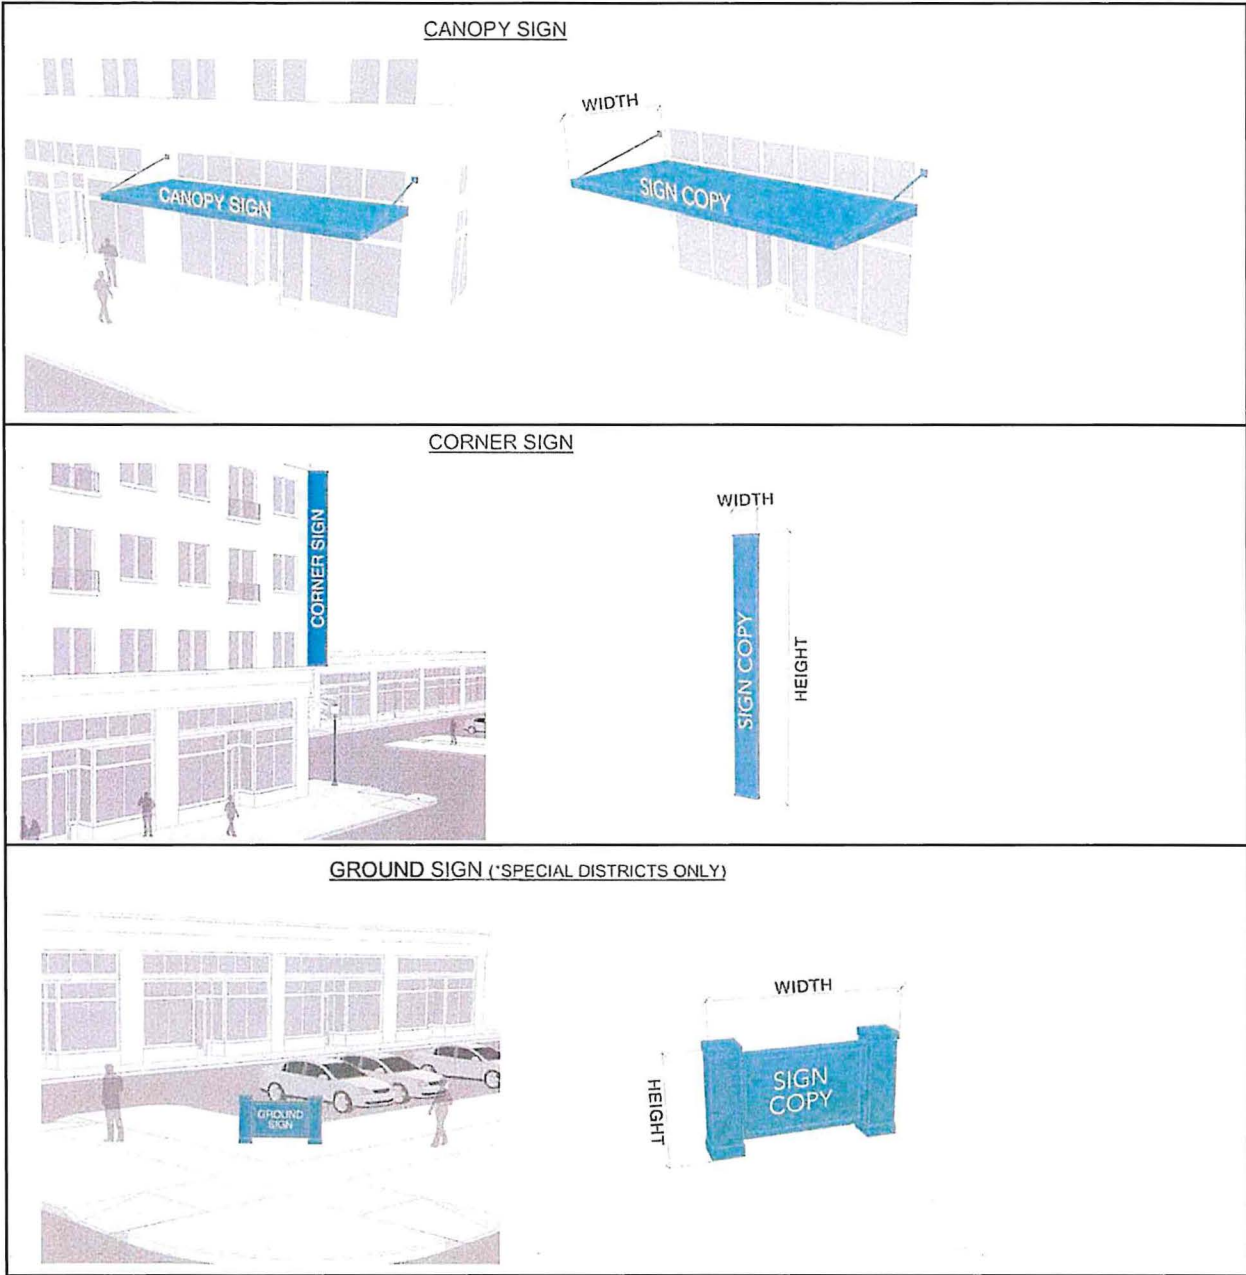 CANOPY SIGN
WIDTH
CANOPY SIGN
SIGN COPY
CORNER SIGN
CORNER SIGN
WIDTH
SIGN COPY
HEIGHT
GROUND SIGN (*SPECIAL DISTRICTS ONLY)
GROUND
SIGN
WIDTH
HEIGHT
SIGN
COPY